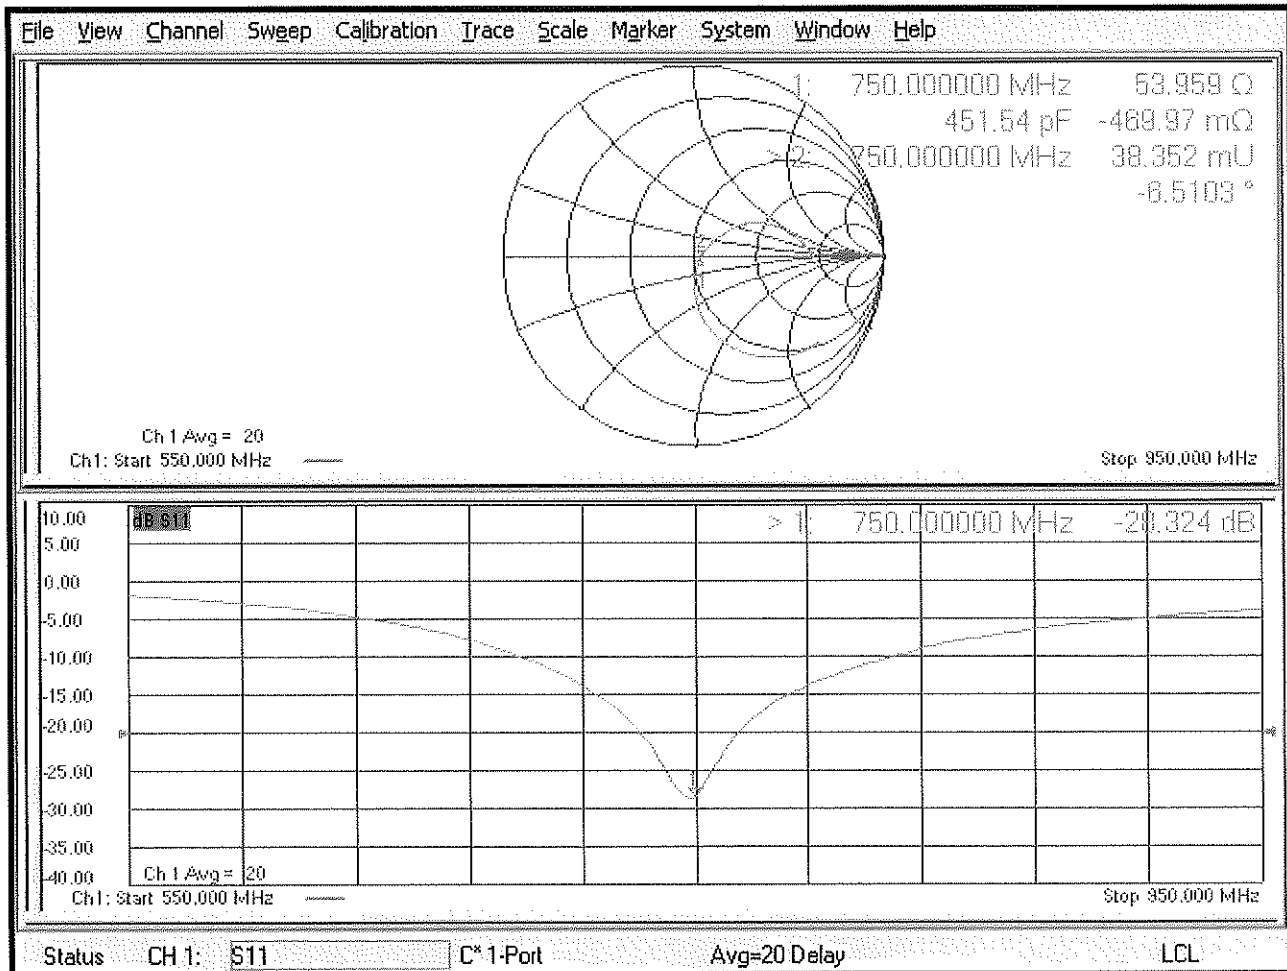 File View Channel Sweep Calibration Trace Scale Marker System Window Help
1: 750.000000 MHz 53.959 Ω
451.54 pF -469.97 mΩ
> 2: 750.000000 MHz 38.352 mU
-6.5103 °
Ch 1 Avg = 20
Ch1: Start 550.000 MHz
Stop 950.000 MHz
10.00
dB S11
> 1: 750.000000 MHz -28.324 dB
5.00
0.00
-5.00
-10.00
-15.00
-20.00
-25.00
-30.00
-35.00
-40.00
Ch 1 Avg = 20
Ch1: Start 550.000 MHz
Stop 950.000 MHz
Status CH 1: S11 C* 1-Port Avg=20 Delay LCL